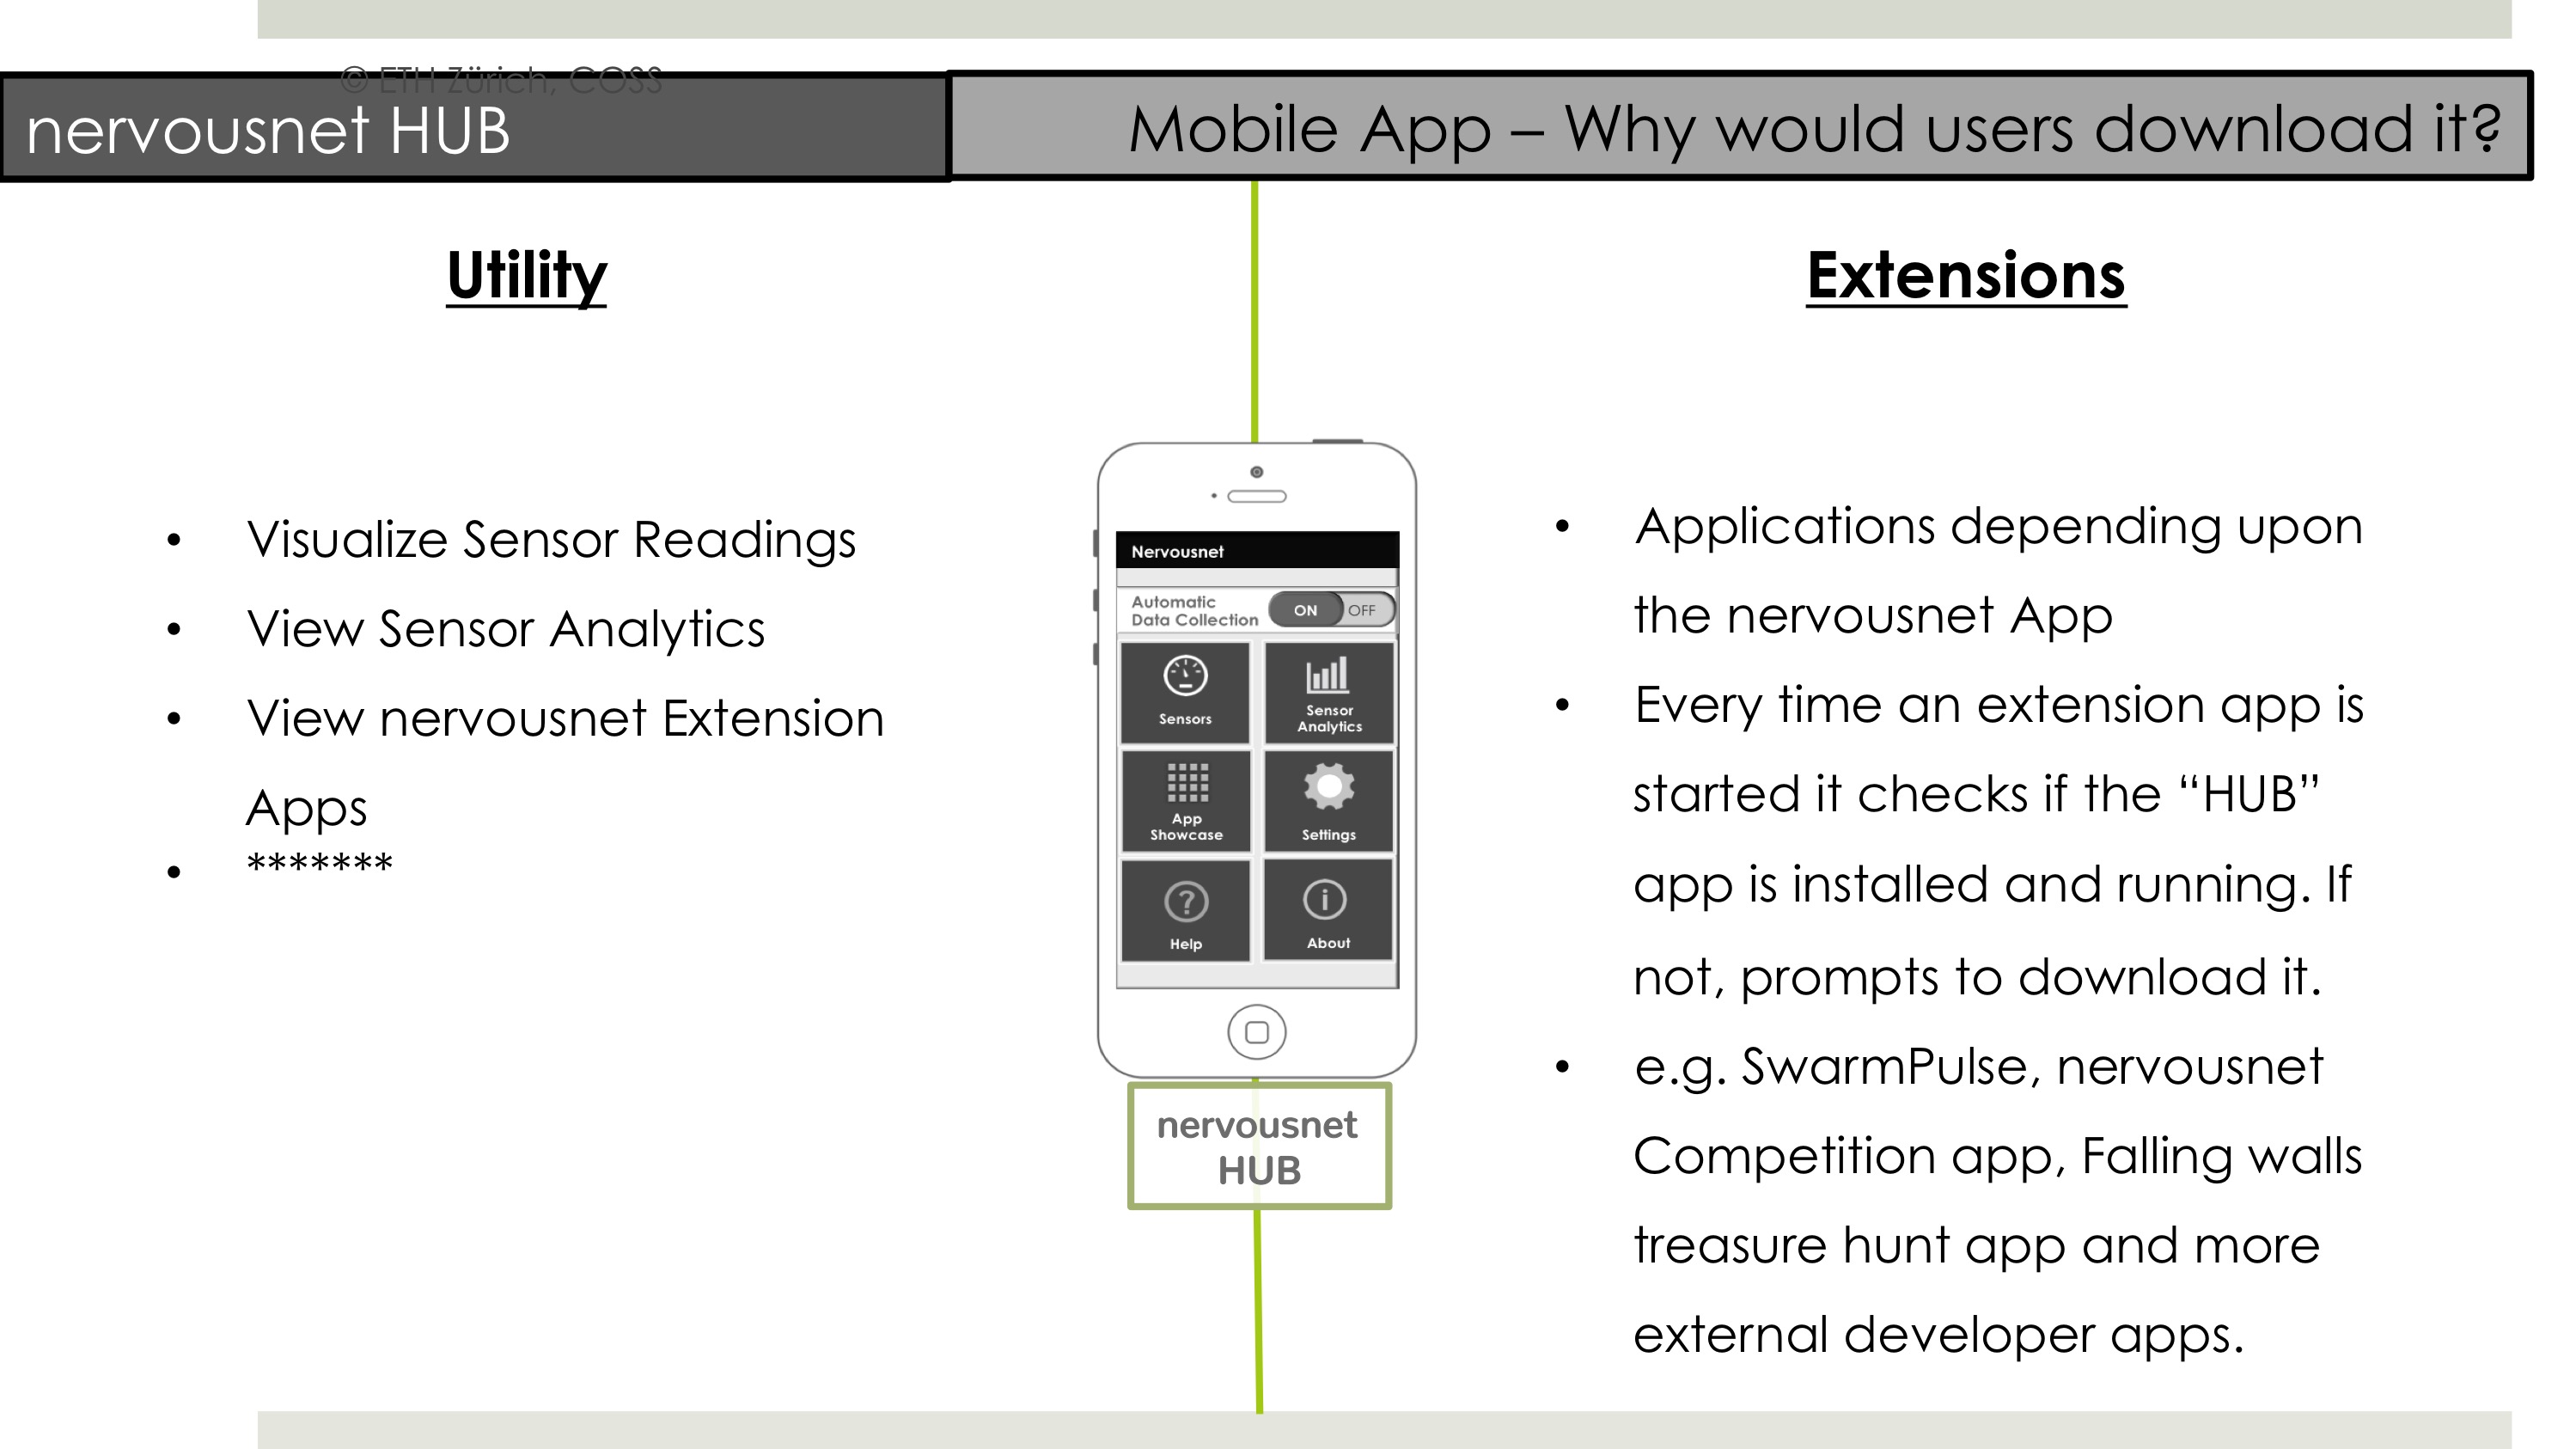 © ETH Zürich, COSS
nervousnet HUB
Mobile App – Why would users download it?
Utility
• Visualize Sensor Readings
• View Sensor Analytics
• View nervousnet Extension
Apps
• *******
Nervousnet
Automatic
Data Collection
ON OFF
Sensors
Sensor
Analytics
App
Showcase
Settings
Help
About
nervousnet
HUB
Extensions
• Applications depending upon
the nervousnet App
• Every time an extension app is
started it checks if the “HUB”
app is installed and running. If
not, prompts to download it.
• e.g. SwarmPulse, nervousnet
Competition app, Falling walls
treasure hunt app and more
external developer apps.